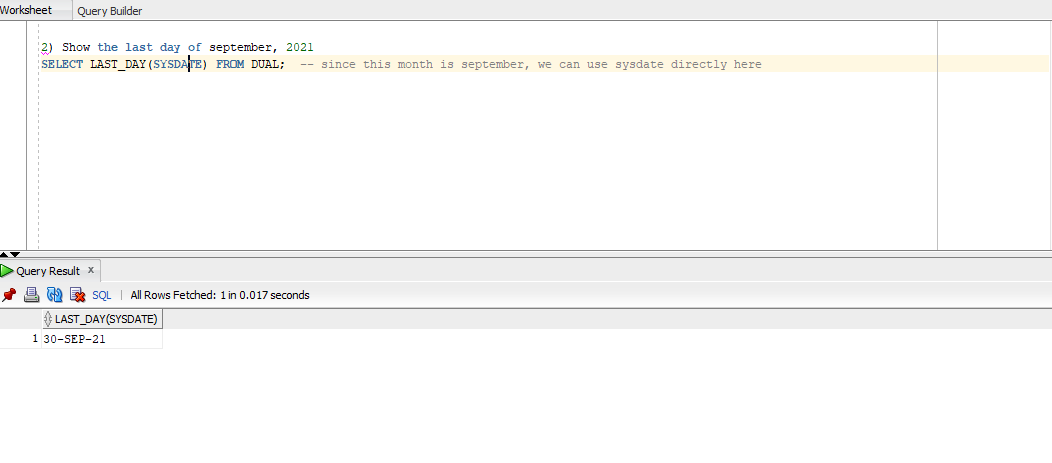 Worksheet Query Builder
2) Show the last day of september, 2021
SELECT LAST_DAY(SYSDATE) FROM DUAL; -- since this month is september, we can use sysdate directly here
Query Result x
SQL | All Rows Fetched: 1 in 0.017 seconds
LAST_DAY(SYSDATE)
1 30-SEP-21